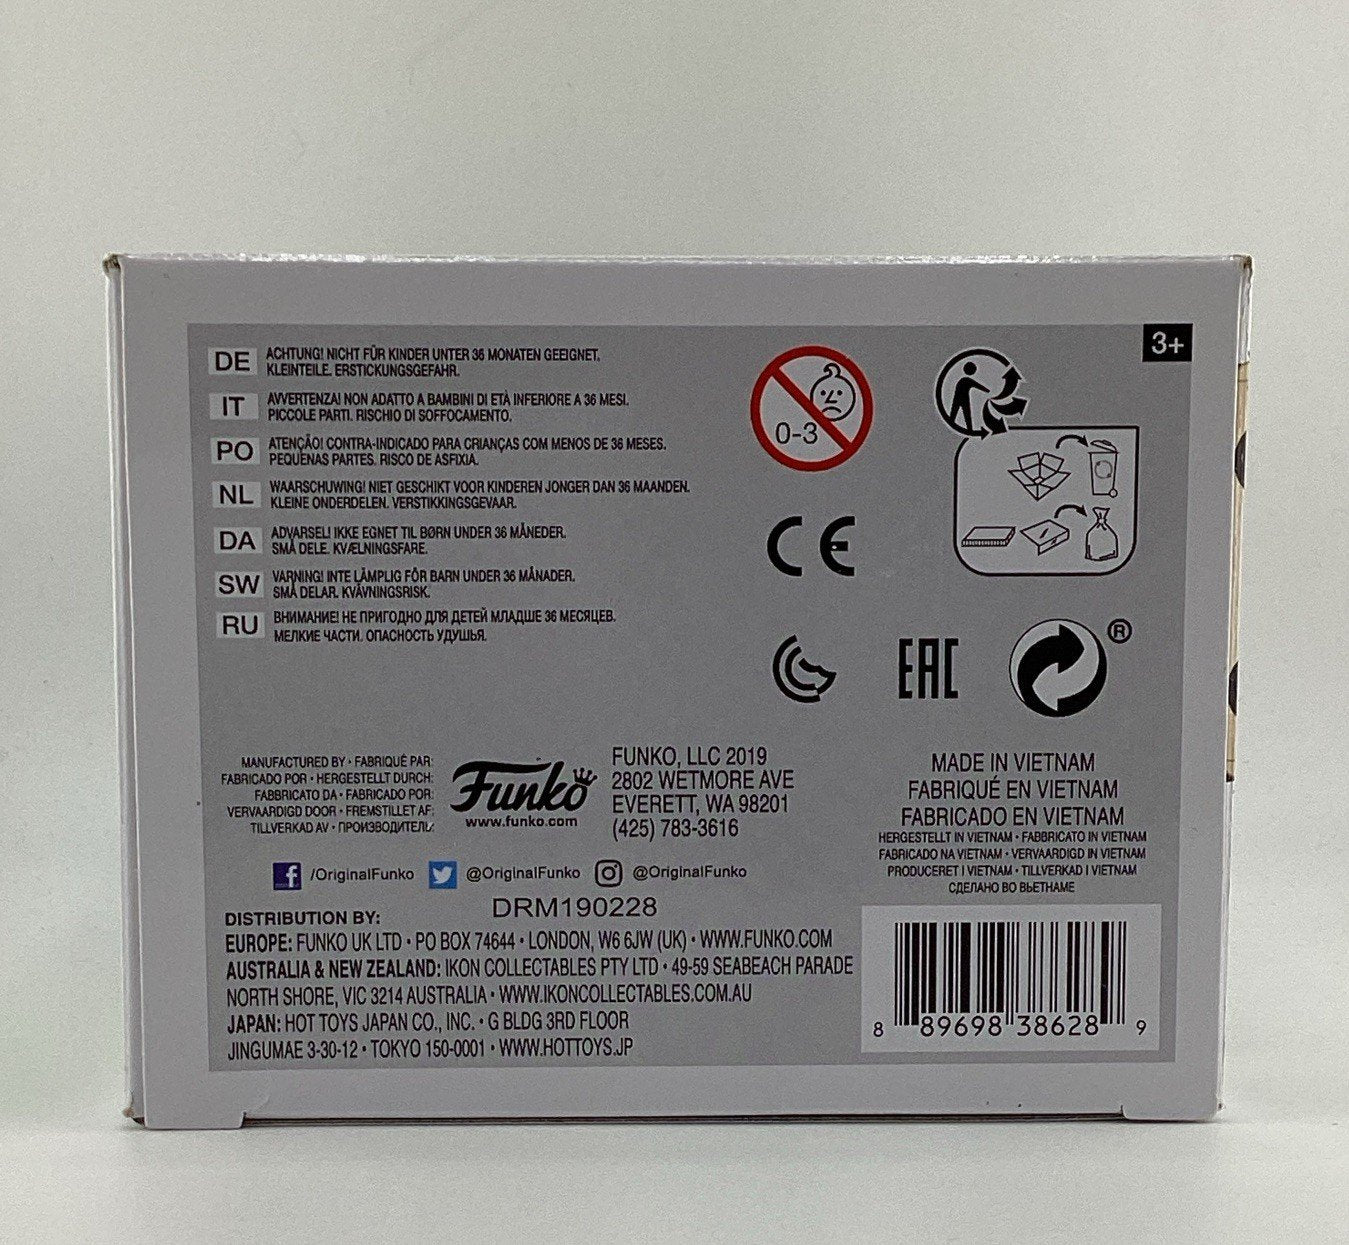 3+
DE ACHTUNG! NICHT FÜR KINDER UNTER 36 MONATEN GEEIGNET.
KLEINTEILE. ERSTICKUNGSGEFAHR.
IT AVVERTENZA! NON ADATTO A BAMBINI DI ETÀ INFERIORE A 36 MESI.
PICCOLE PARTI. RISCHIO DI SOFFOCAMENTO.
PO ATENÇÃO! CONTRA-INDICADO PARA CRIANÇAS COM MENOS DE 36 MESES.
PEQUENAS PARTES. RISCO DE ASFIXIA.
NL WAARSCHUWING! NIET GESCHIKT VOOR KINDEREN JONGER DAN 36 MAANDEN.
KLEINE ONDERDELEN. VERSTIKKINGSGEVAAR.
DA ADVARSEL! IKKE EGNET TIL BØRN UNDER 36 MÅNEDER.
SMÅ DELE. KVÆLNINGSFARE.
SW VARNING! INTE LÄMPLIG FÖR BARN UNDER 36 MÅNADER.
SMÅ DELAR. KVÄVNINGSRISK.
RU ВНИМАНИЕ! НЕ ПРИГОДНО ДЛЯ ДЕТЕЙ МЛАДШЕ 36 МЕСЯЦЕВ.
МЕЛКИЕ ЧАСТИ. ОПАСНОСТЬ УДУШЬЯ.
0-3
CE
EAC
®
MANUFACTURED BY • FABRIQUÉ PAR:
FABRICADO POR • HERGESTELLT DURCH:
FABBRICATO DA • FABRICADO POR:
VERVAARDIGD DOOR • FREMSTILLET AF:
TILLVERKAD AV • ПРОИЗВОДИТЕЛЬ:
Funko
www.funko.com
FUNKO, LLC 2019
2802 WETMORE AVE
EVERETT, WA 98201
(425) 783-3616
/OriginalFunko @OriginalFunko @OriginalFunko
DRM190228
DISTRIBUTION BY:
EUROPE: FUNKO UK LTD • PO BOX 74644 • LONDON, W6 6JW (UK) • WWW.FUNKO.COM
AUSTRALIA & NEW ZEALAND: IKON COLLECTABLES PTY LTD • 49-59 SEABEACH PARADE
NORTH SHORE, VIC 3214 AUSTRALIA • WWW.IKONCOLLECTABLES.COM.AU
JAPAN: HOT TOYS JAPAN CO., INC. • G BLDG 3RD FLOOR
JINGUMAE 3-30-12 • TOKYO 150-0001 • WWW.HOTTOYS.JP
MADE IN VIETNAM
FABRIQUÉ EN VIETNAM
FABRICADO EN VIETNAM
HERGESTELLT IN VIETNAM • FABBRICATO IN VIETNAM
FABRICADO NA VIETNAM • VERVAARDIGD IN VIETNAM
PRODUCERET I VIETNAM • TILLVERKAD I VIETNAM
СДЕЛАНО ВО ВЬЕТНАМЕ
8 89698 38628 9